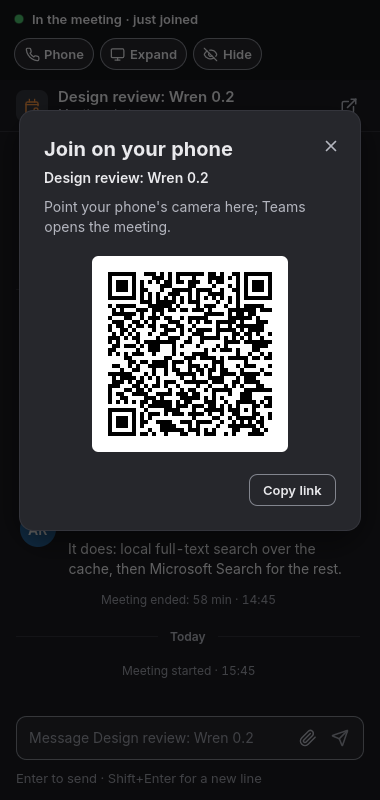 In the meeting · just joined
Phone
Expand
Hide
Design review: Wren 0.2
Join on your phone
Design review: Wren 0.2
Point your phone's camera here; Teams
opens the meeting.
Copy link
It does: local full-text search over the
cache, then Microsoft Search for the rest.
Meeting ended: 58 min · 14:45
Today
Meeting started · 15:45
Message Design review: Wren 0.2
Enter to send · Shift+Enter for a new line